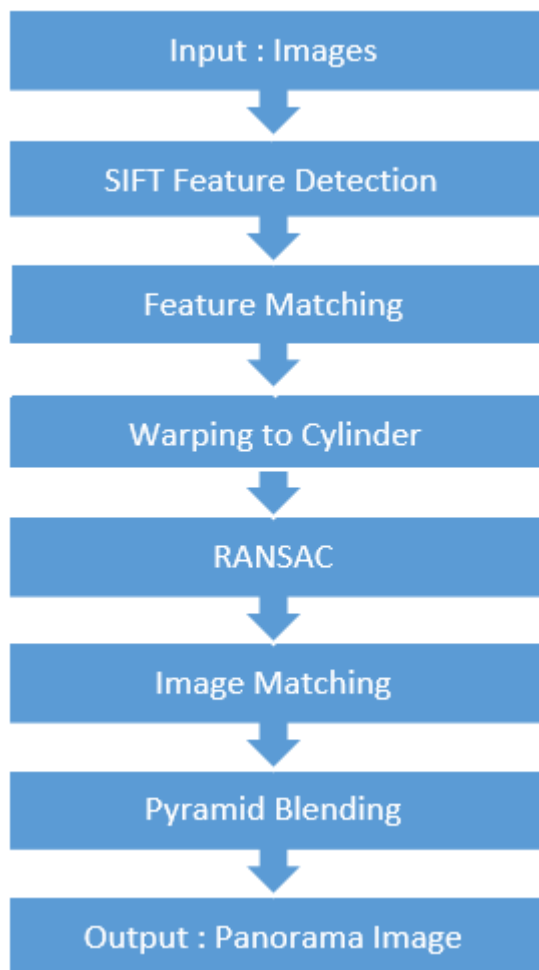 Input : Images
SIFT Feature Detection
Feature Matching
Warping to Cylinder
RANSAC
Image Matching
Pyramid Blending
Output : Panorama Image